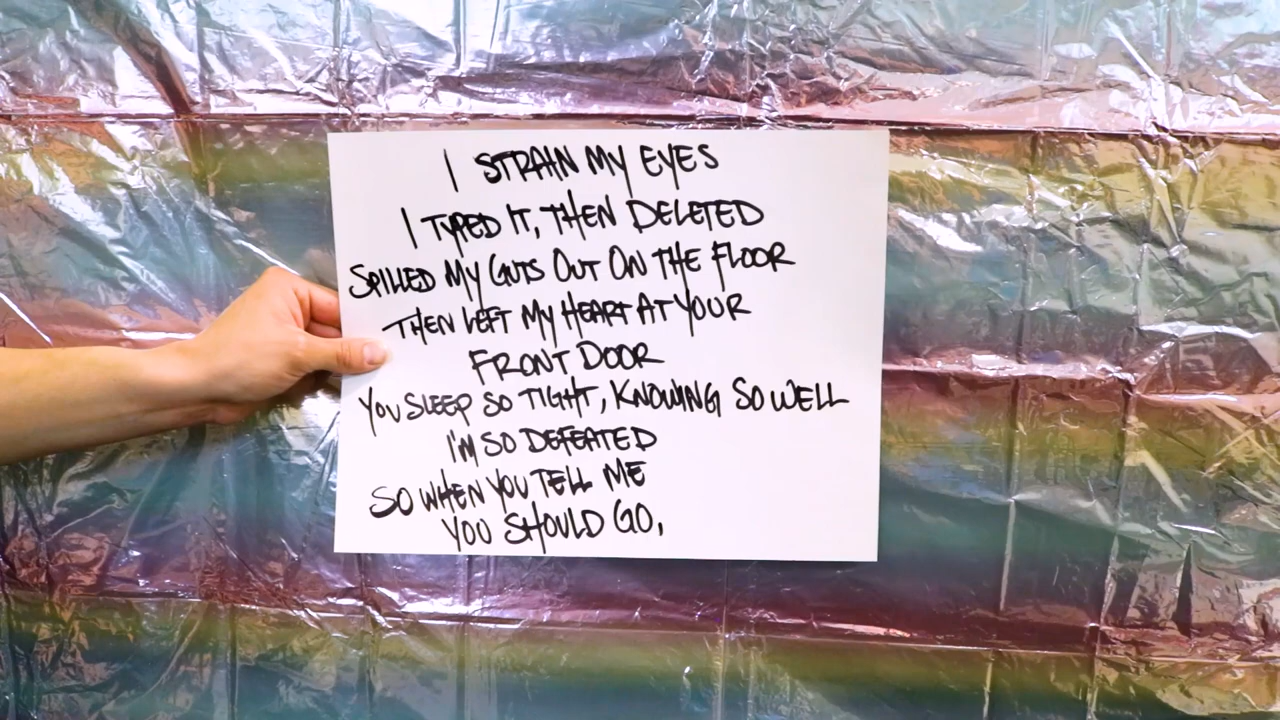 I STRAIN MY EYES
I TYPED IT, THEN DELETED
SPILLED MY GUTS OUT ON THE FLOOR
THEN LEFT MY HEART AT YOUR
FRONT DOOR
YOU SLEEP SO TIGHT, KNOWING SO WELL
I'M SO DEFEATED
SO WHEN YOU TELL ME
YOU SHOULD GO,